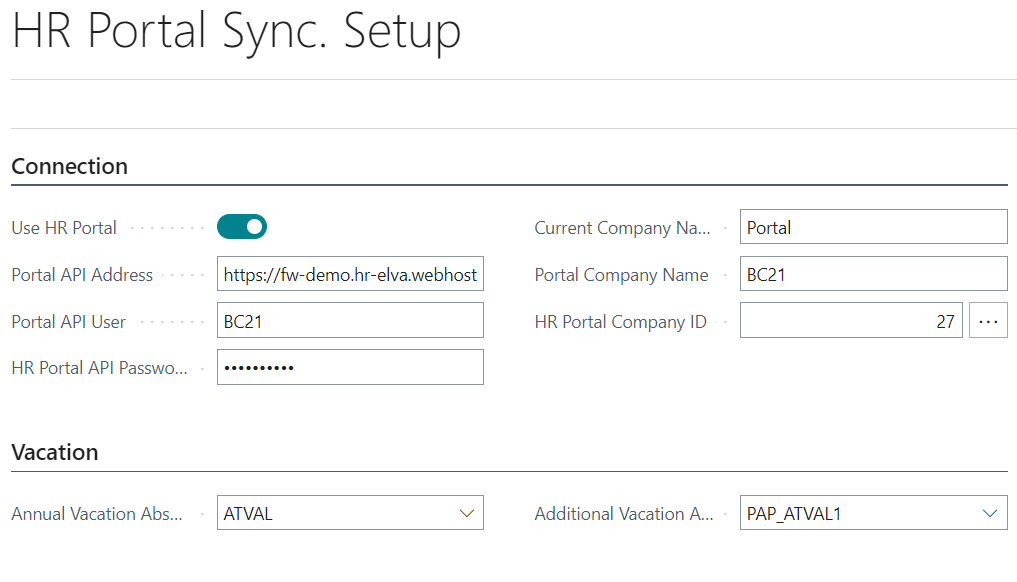 HR Portal Sync. Setup
Connection
Use HR Portal
Current Company Na...
Portal
Portal API Address
https://fw-demo.hr-elva.webhost
Portal Company Name
BC21
Portal API User
BC21
HR Portal Company ID
27
...
HR Portal API Passwo...
••••••••••
Vacation
Annual Vacation Abs...
ATVAL
Additional Vacation A...
PAP_ATVAL1